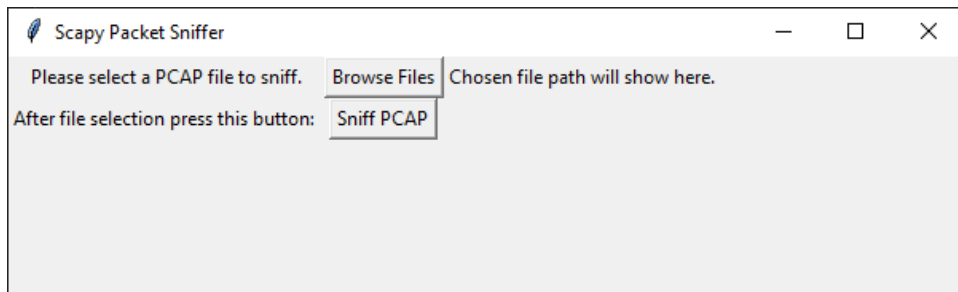 Scapy Packet Sniffer
Please select a PCAP file to sniff. Browse Files Chosen file path will show here.
After file selection press this button: Sniff PCAP